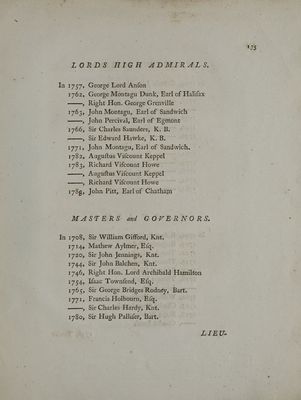 135
LORDS HIGH ADMIRALS.
In 1757, George Lord Anſon
1762, George Montagu Dunk, Earl of Halifax
——, Right Hon. George Grenville
1763, John Montagu, Earl of Sandwich
——, John Percival, Earl of Egmont
1766, Sir Charles Saunders, K. B.
——, Sir Edward Hawke, K. B.
1771, John Montagu, Earl of Sandwich.
1782, Auguſtus Viſcount Keppel
1783, Richard Viſcount Howe
——, Auguſtus Viſcount Keppel
——, Richard Viſcount Howe
1788, John Pitt, Earl of Chatham
MASTERS and GOVERNORS.
In 1708, Sir William Gifford, Knt.
1714, Mathew Aylmer, Eſq.
1720, Sir John Jennings, Knt.
1744, Sir John Balchen, Knt.
1746, Right Hon. Lord Archibald Hamilton
1754, Iſaac Townſend, Eſq.
1765, Sir George Bridges Rodney, Bart.
1771, Francis Holbourn, Eſq.
——, Sir Charles Hardy, Knt.
1780, Sir Hugh Palliſer, Bart.
LIEU-